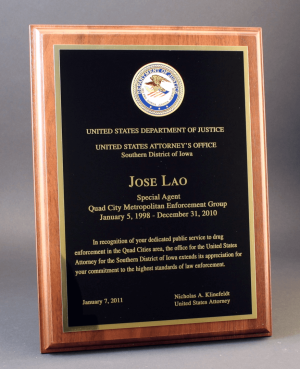 DEPARTMENT OF JUSTICE
UNITED STATES DEPARTMENT OF JUSTICE
UNITED STATES ATTORNEY'S OFFICE
Southern District of Iowa
JOSE LAO
Special Agent
Quad City Metropolitan Enforcement Group
January 5, 1998 - December 31, 2010
In recognition of your dedicated public service to drug
enforcement in the Quad Cities area, the office for the United States
Attorney for the Southern District of Iowa extends its appreciation for
your commitment to the highest standards of law enforcement.
January 7, 2011
Nicholas A. Klinefeldt
United States Attorney